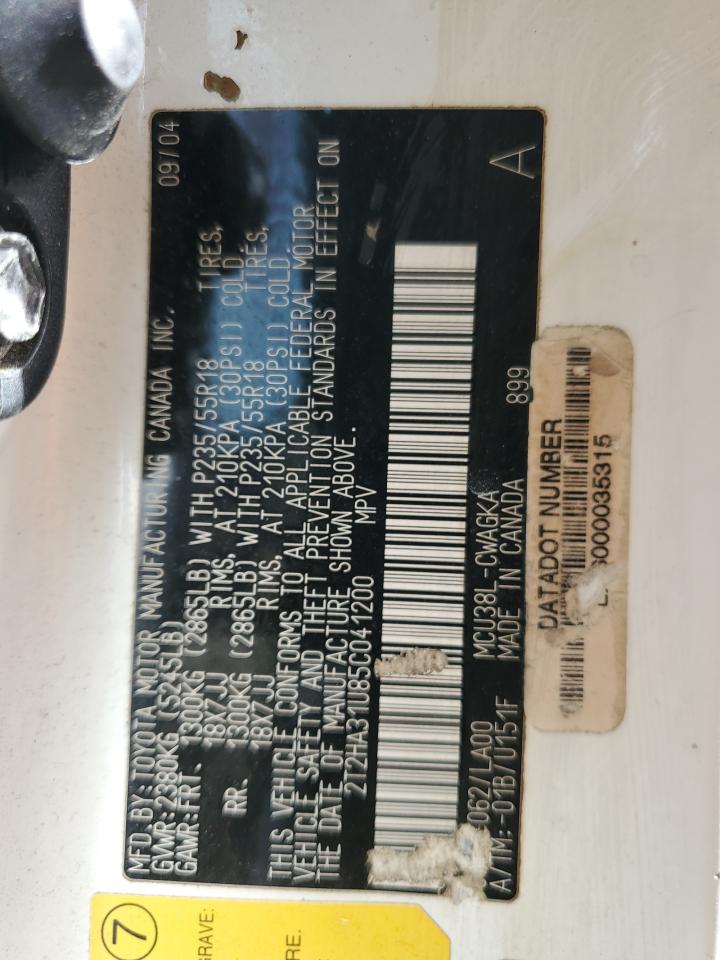 MFD.BY:TOYOTA MOTOR MANUFACTURING CANADA INC. 09/04
GVWR:2380KG (5245LB)
GAWR:FRT. 1300KG (2865LB) WITH P235/55R18 TIRES,
18X7JJ RIMS, AT 210KPA (30PSI) COLD.
RR. 1300KG (2865LB) WITH P235/55R18 TIRES,
18X7JJ RIMS, AT 210KPA (30PSI) COLD.
THIS VEHICLE CONFORMS TO ALL APPLICABLE FEDERAL MOTOR
VEHICLE SAFETY AND THEFT PREVENTION STANDARDS IN EFFECT ON
THE DATE OF MANUFACTURE SHOWN ABOVE.
2T2HA31U85C041200 MPV
A
062/LA00 MCU38L-CWAGKA
A/TM:-01B/U151F MADE IN CANADA 899
DATADOT NUMBER
0000035315
7
GRAVE:
RE.